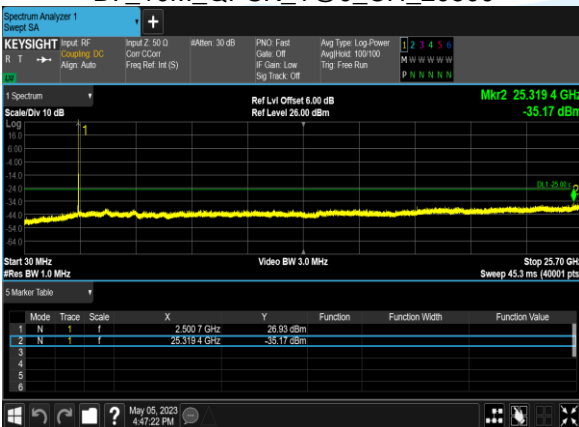 Spectrum Analyzer 1
Swept SA
+
KEYSIGHT Input: RF Input Z: 50 Ω #Atten: 30 dB PNO: Fast Avg Type: Log-Power 1 2 3 4 5 6
R T Coupling: DC Corr CCorr Gate: Off Avg|Hold: 100/100 M W W W W W
Align: Auto Freq Ref: Int (S) IF Gain: Low Trig: Free Run
LW Sig Track: Off P N N N N N
1 Spectrum Ref Lvl Offset 6.00 dB Mkr2 25.319 4 GHz
Scale/Div 10 dB Ref Level 26.00 dBm -35.17 dBm
Log
16.0
6.00
-4.00
-14.0
-24.0
-34.0
-44.0
-54.0
-64.0
1
DL1 -25.00
Start 30 MHz Video BW 3.0 MHz Stop 25.70 GHz
#Res BW 1.0 MHz Sweep 45.3 ms (40001 pts
5 Marker Table
Mode Trace Scale X Y Function Function Width Function Value
1 N 1 f 2.500 7 GHz 26.93 dBm
2 N 1 f 25.319 4 GHz -35.17 dBm
3
4
5
6
? May 05, 2023
4:47:22 PM